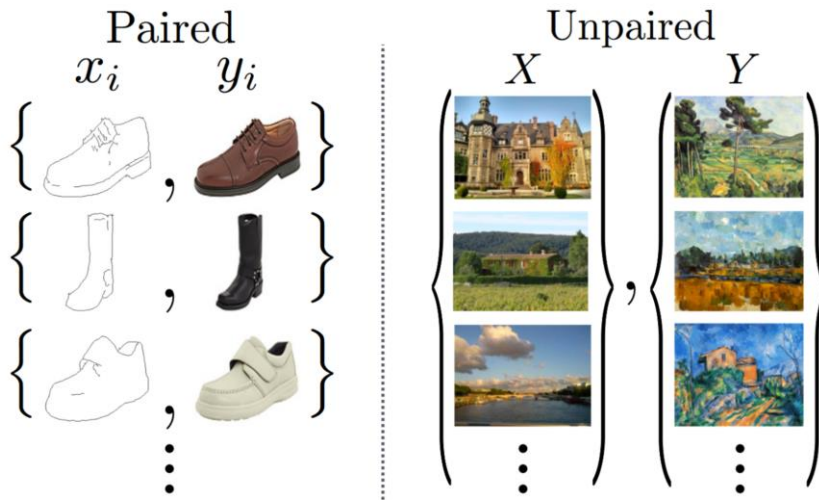 Paired
x_i y_i
{ , }
{ , }
{ , }
⋮
Unpaired
X Y
{ } , { }
⋮ ⋮